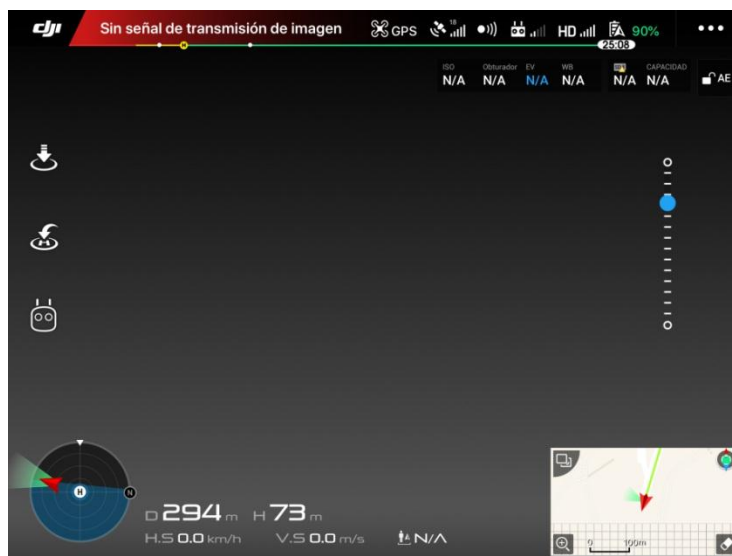 dji Sin señal de transmisión de imagen GPS 18 HD 90%
H 25:08
ISO Obturador EV WB CAPACIDAD
N/A N/A N/A N/A N/A N/A AE
H
H N
D 294 m H 73 m
H.S 0.0 km/h V.S 0.0 m/s N/A
0 100m